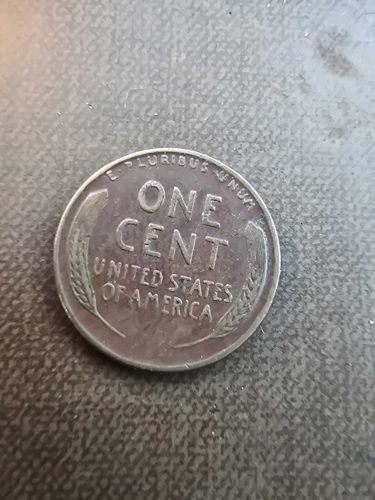 E·PLURIBUS·UNUM
ONE
CENT
UNITED STATES
OF AMERICA